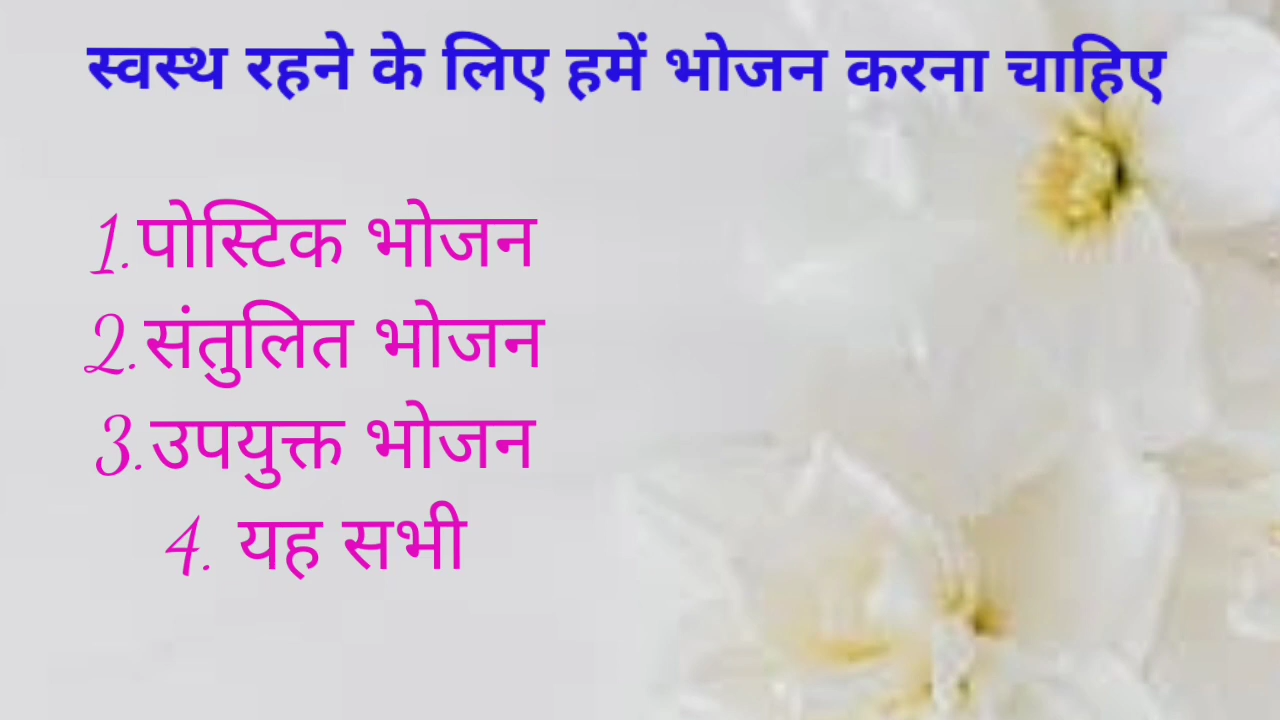 स्वस्थ रहने के लिए हमें भोजन करना चाहिए
1.पोस्टिक भोजन
2.संतुलित भोजन
3.उपयुक्त भोजन
4. यह सभी